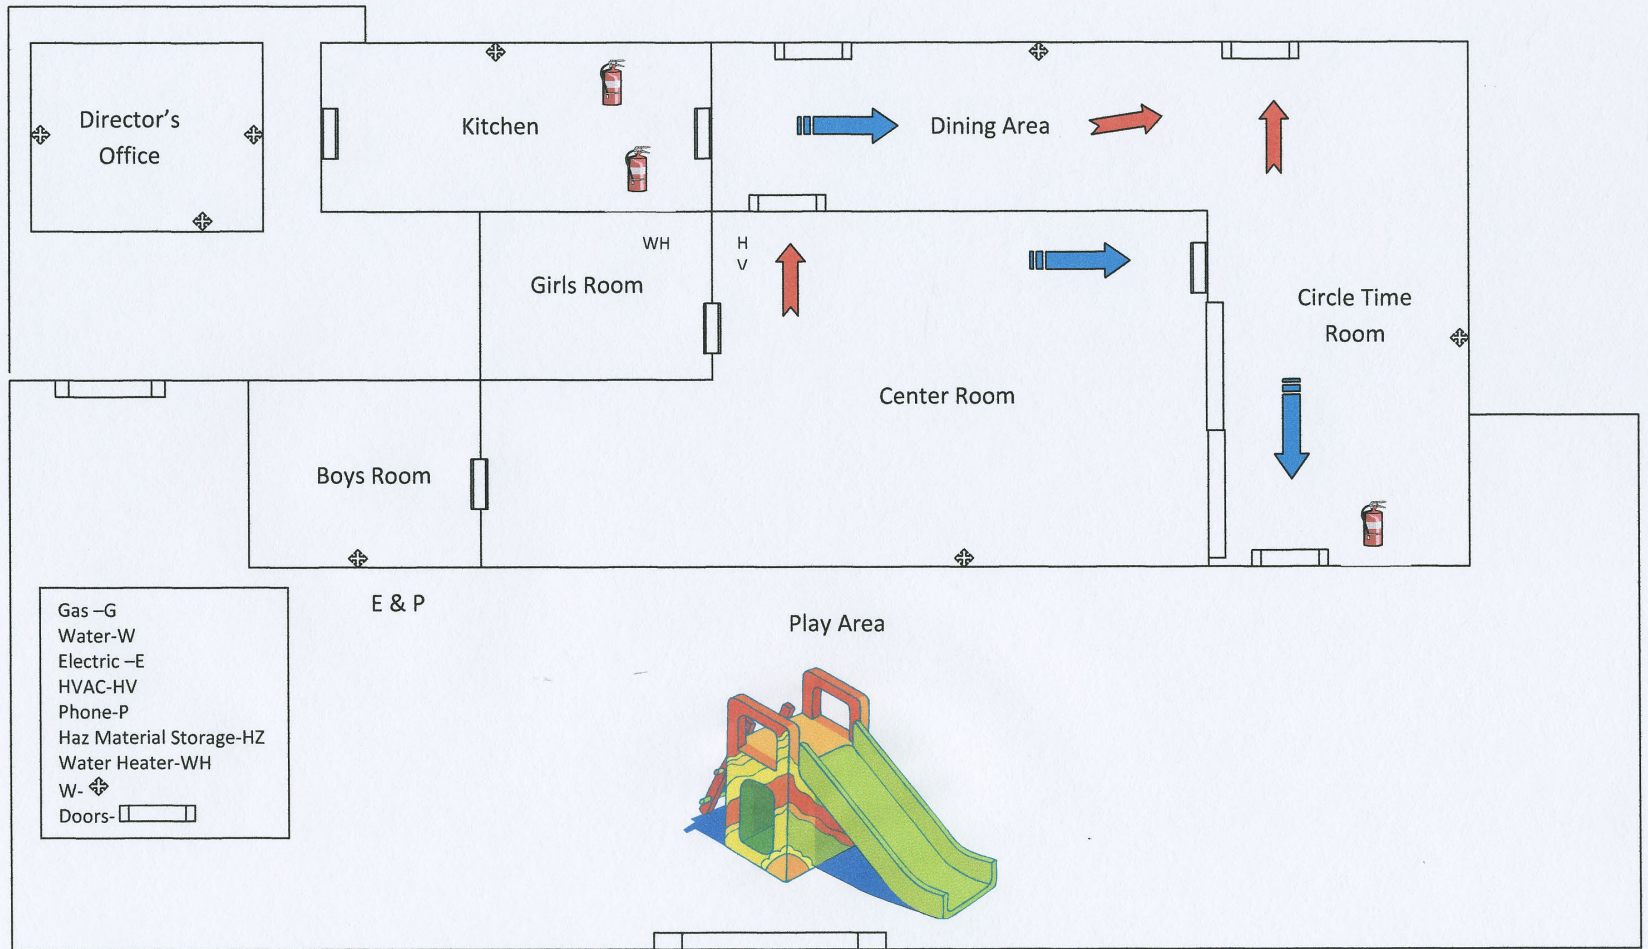 Director's
Office
Kitchen
Dining Area
WH
H
V
Girls Room
Circle Time
Room
Center Room
Boys Room
E & P
Play Area
Gas –G
Water-W
Electric –E
HVAC-HV
Phone-P
Haz Material Storage-HZ
Water Heater-WH
W-
Doors-